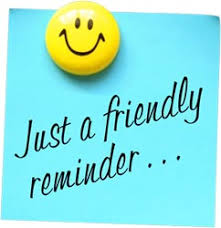 Just a friendly
reminder . . .